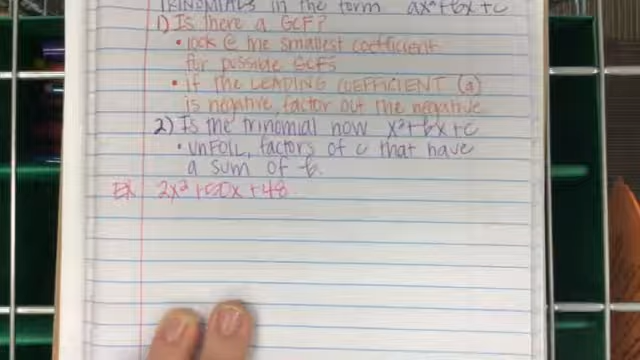 TRINOMIALS in the form ax²+bx+c
1) Is there a GCF?
• look @ the smallest coefficient
for possible GCFs
• if the LEADING COEFFICIENT (a)
is negative, factor out the negative
2) Is the trinomial now x²+bx+c
• unFOIL, factors of c that have
a sum of b.
EX 2x²+20x+48